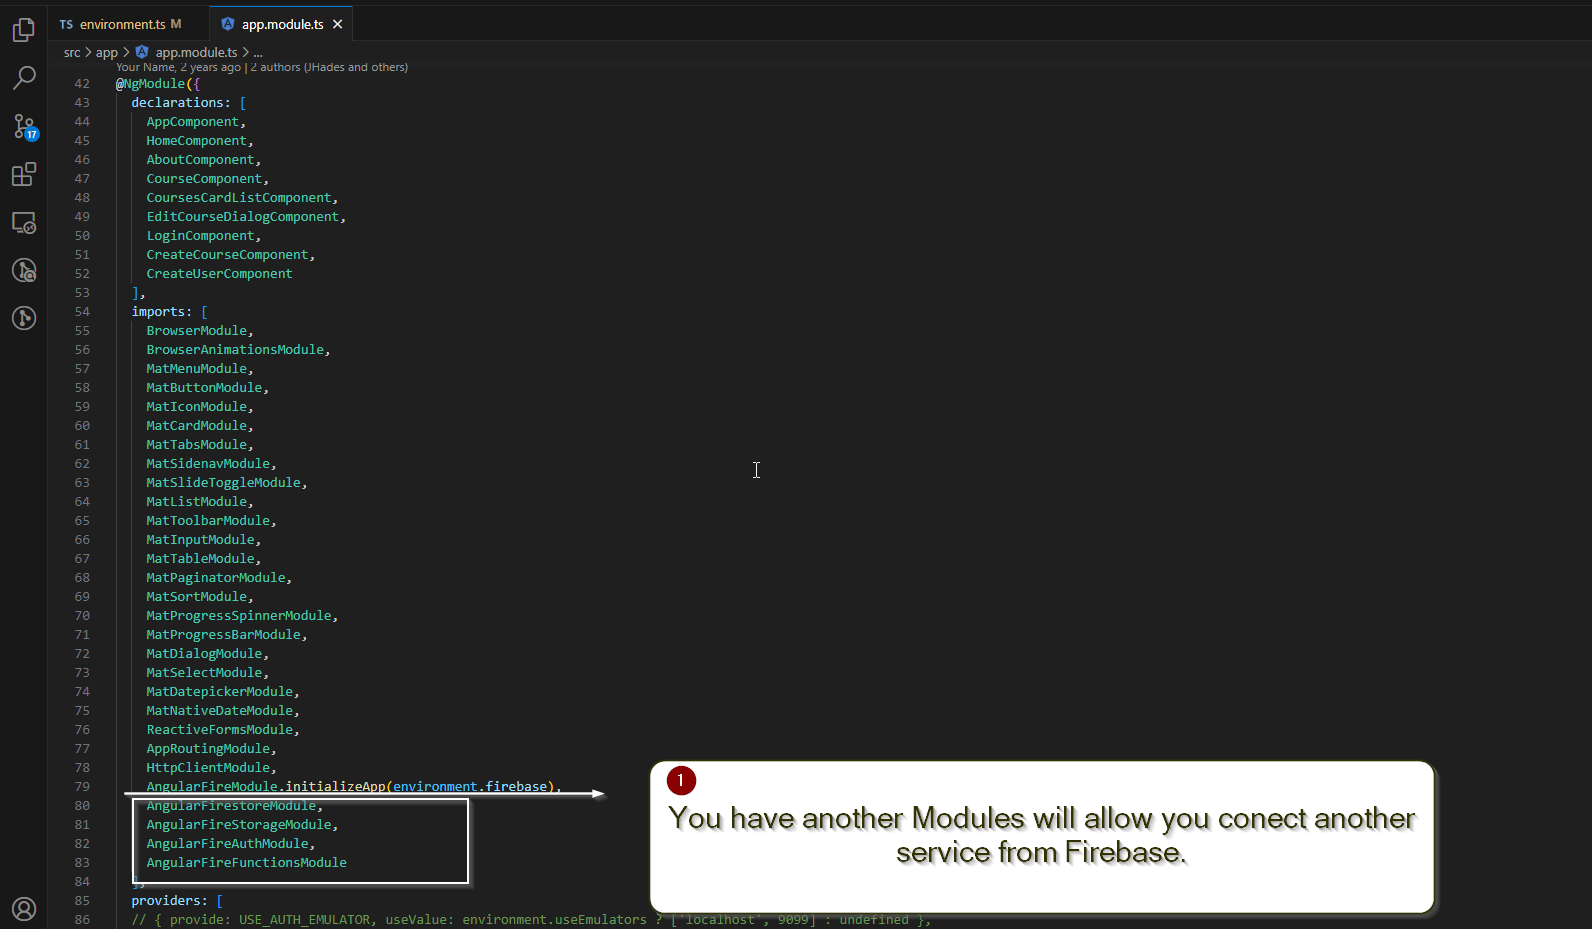 TS environment.ts M
app.module.ts
src > app > app.module.ts > ...
Your Name, 2 years ago | 2 authors (JHades and others)
42 @NgModule({
43 declarations: [
44 AppComponent,
45 HomeComponent,
46 AboutComponent,
47 CourseComponent,
48 CoursesCardListComponent,
49 EditCourseDialogComponent,
50 LoginComponent,
51 CreateCourseComponent,
52 CreateUserComponent
53 ],
54 imports: [
55 BrowserModule,
56 BrowserAnimationsModule,
57 MatMenuModule,
58 MatButtonModule,
59 MatIconModule,
60 MatCardModule,
61 MatTabsModule,
62 MatSidenavModule,
63 MatSlideToggleModule,
64 MatListModule,
65 MatToolbarModule,
66 MatInputModule,
67 MatTableModule,
68 MatPaginatorModule,
69 MatSortModule,
70 MatProgressSpinnerModule,
71 MatProgressBarModule,
72 MatDialogModule,
73 MatSelectModule,
74 MatDatepickerModule,
75 MatNativeDateModule,
76 ReactiveFormsModule,
77 AppRoutingModule,
78 HttpClientModule,
79 AngularFireModule.initializeApp(environment.firebase),
80 AngularFirestoreModule,
81 AngularFireStorageModule,
82 AngularFireAuthModule,
83 AngularFireFunctionsModule
84 ],
85 providers: [
86 // { provide: USE_AUTH_EMULATOR, useValue: environment.useEmulators ? ['localhost', 9099] : undefined },
17
1
You have another Modules will allow you conect another
service from Firebase.